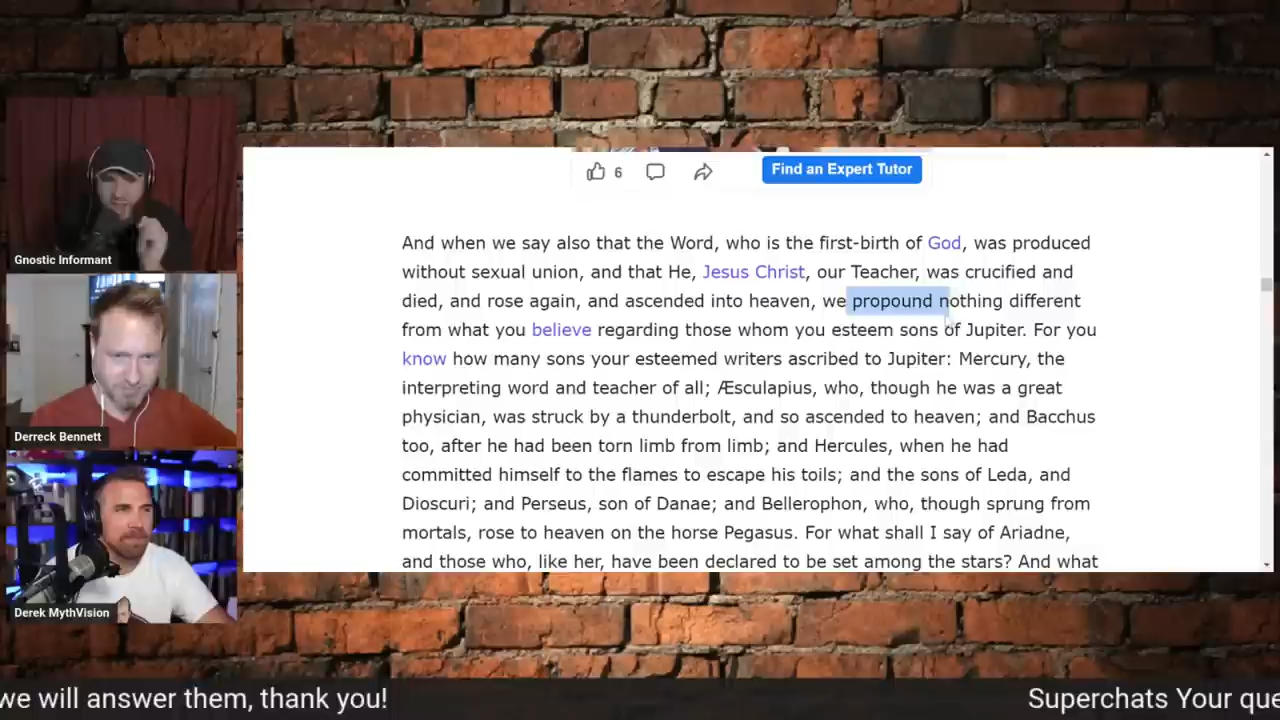 6
Find an Expert Tutor
And when we say also that the Word, who is the first-birth of God, was produced
without sexual union, and that He, Jesus Christ, our Teacher, was crucified and
died, and rose again, and ascended into heaven, we propound nothing different
from what you believe regarding those whom you esteem sons of Jupiter. For you
know how many sons your esteemed writers ascribed to Jupiter: Mercury, the
interpreting word and teacher of all; Æsculapius, who, though he was a great
physician, was struck by a thunderbolt, and so ascended to heaven; and Bacchus
too, after he had been torn limb from limb; and Hercules, when he had
committed himself to the flames to escape his toils; and the sons of Leda, and
Dioscuri; and Perseus, son of Danae; and Bellerophon, who, though sprung from
mortals, rose to heaven on the horse Pegasus. For what shall I say of Ariadne,
and those who, like her, have been declared to be set among the stars? And what
Gnostic Informant
Derreck Bennett
Derek MythVision
we will answer them, thank you!
Superchats Your que